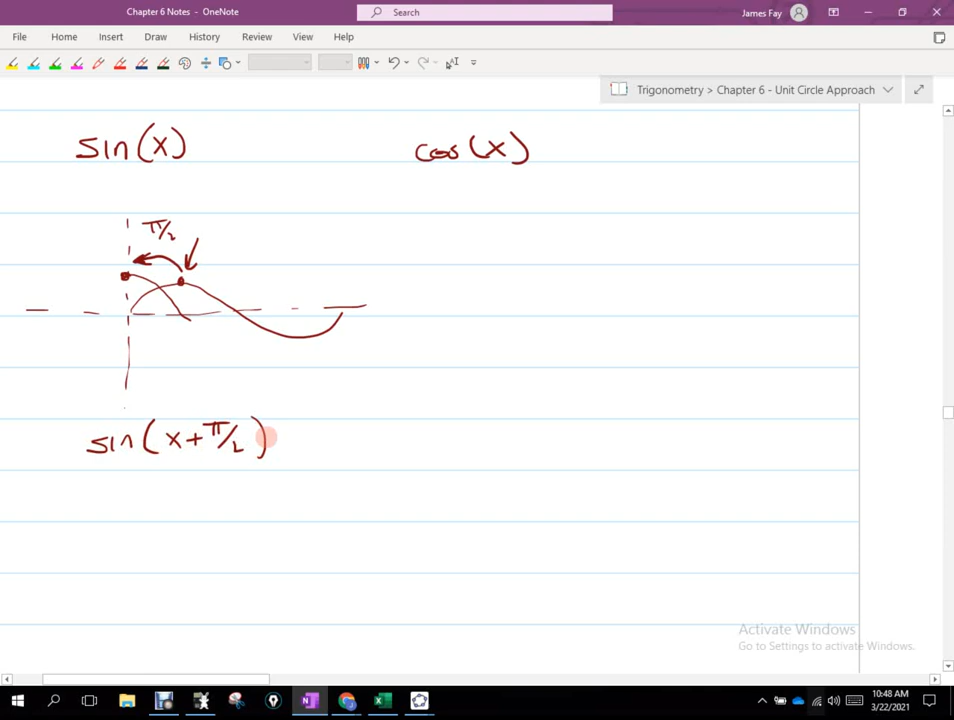 Chapter 6 Notes - OneNote
Search
James Fay
File Home Insert Draw History Review View Help
Trigonometry > Chapter 6 - Unit Circle Approach
sin(x) cos(x)
π/2
sin(x+π/2)
Activate Windows
Go to Settings to activate Windows.
10:48 AM
3/22/2021